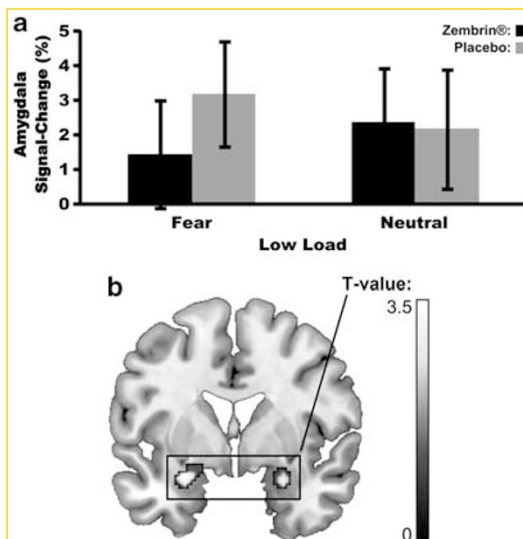 a
Zembrin®:
Placebo:
Amygdala
Signal-Change (%)
5
4
3
2
1
0
Fear
Neutral
Low Load
b
T-value:
3.5
0